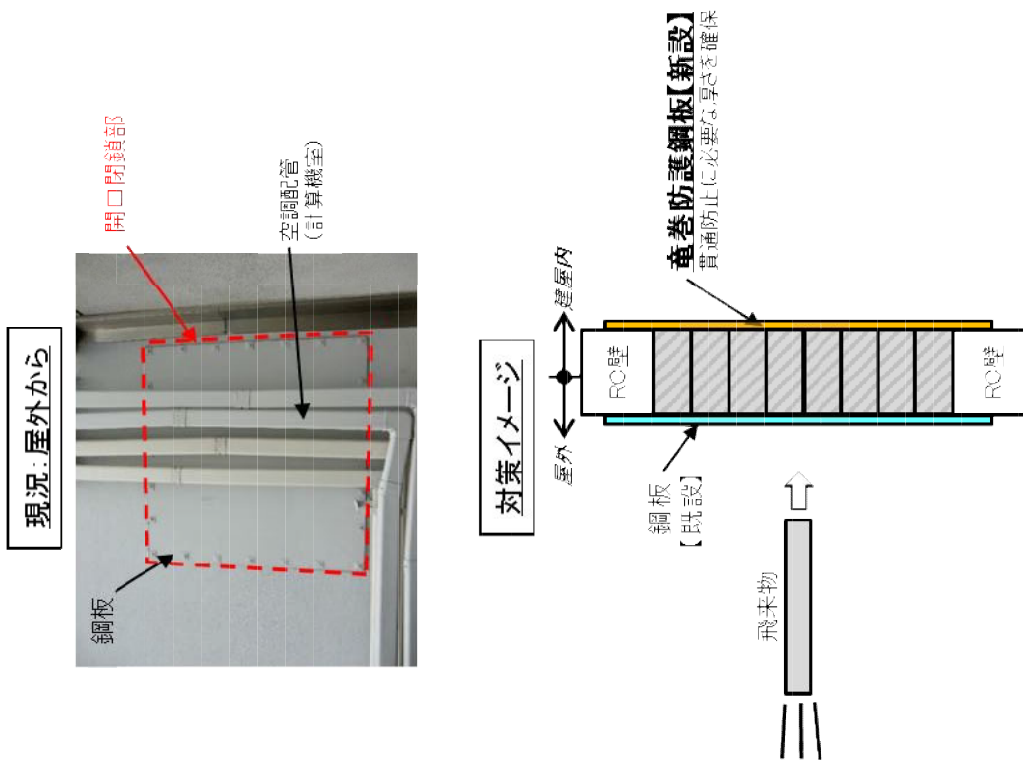 現況:屋外から
鋼板
開口閉鎖部
空調配管
(計算機室)
対策イメージ
屋外
建屋内
竜巻防護鋼板【新設】
貫通防止に必要な厚さを確保
鋼板
【既設】
RC壁
RC壁
飛来物